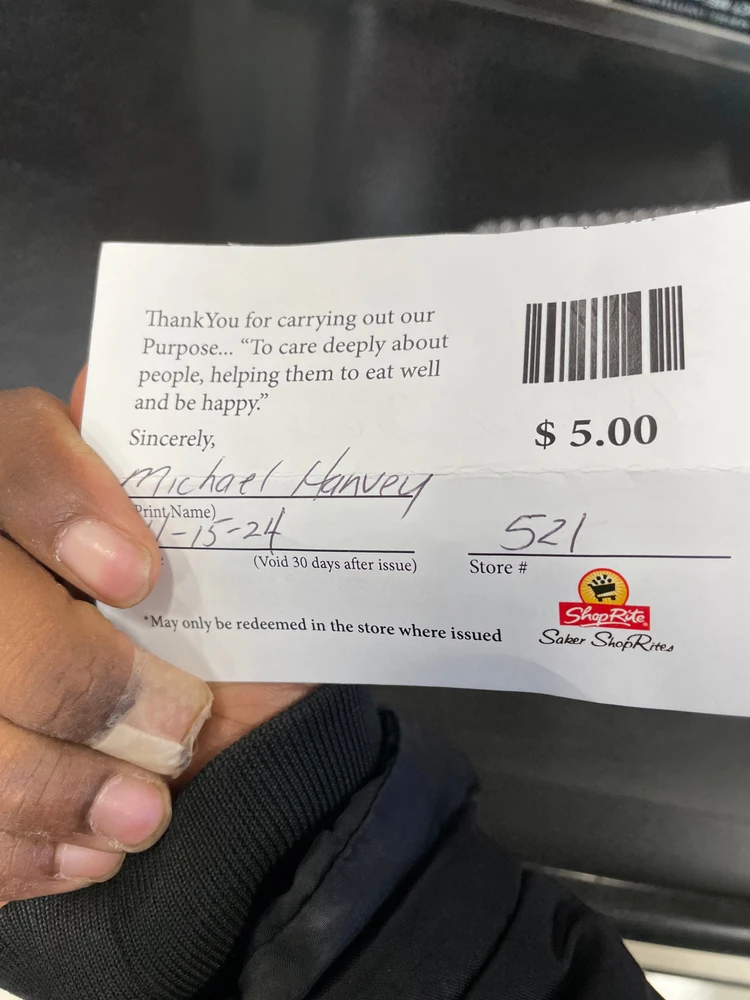 ThankYou for carrying out our
Purpose... “To care deeply about
people, helping them to eat well
and be happy.”
Sincerely,
Michael Hanvey
Print Name)
1-15-24
(Void 30 days after issue)
*May only be redeemed in the store where issued
$ 5.00
521
Store #
ShopRite
Saker ShopRites